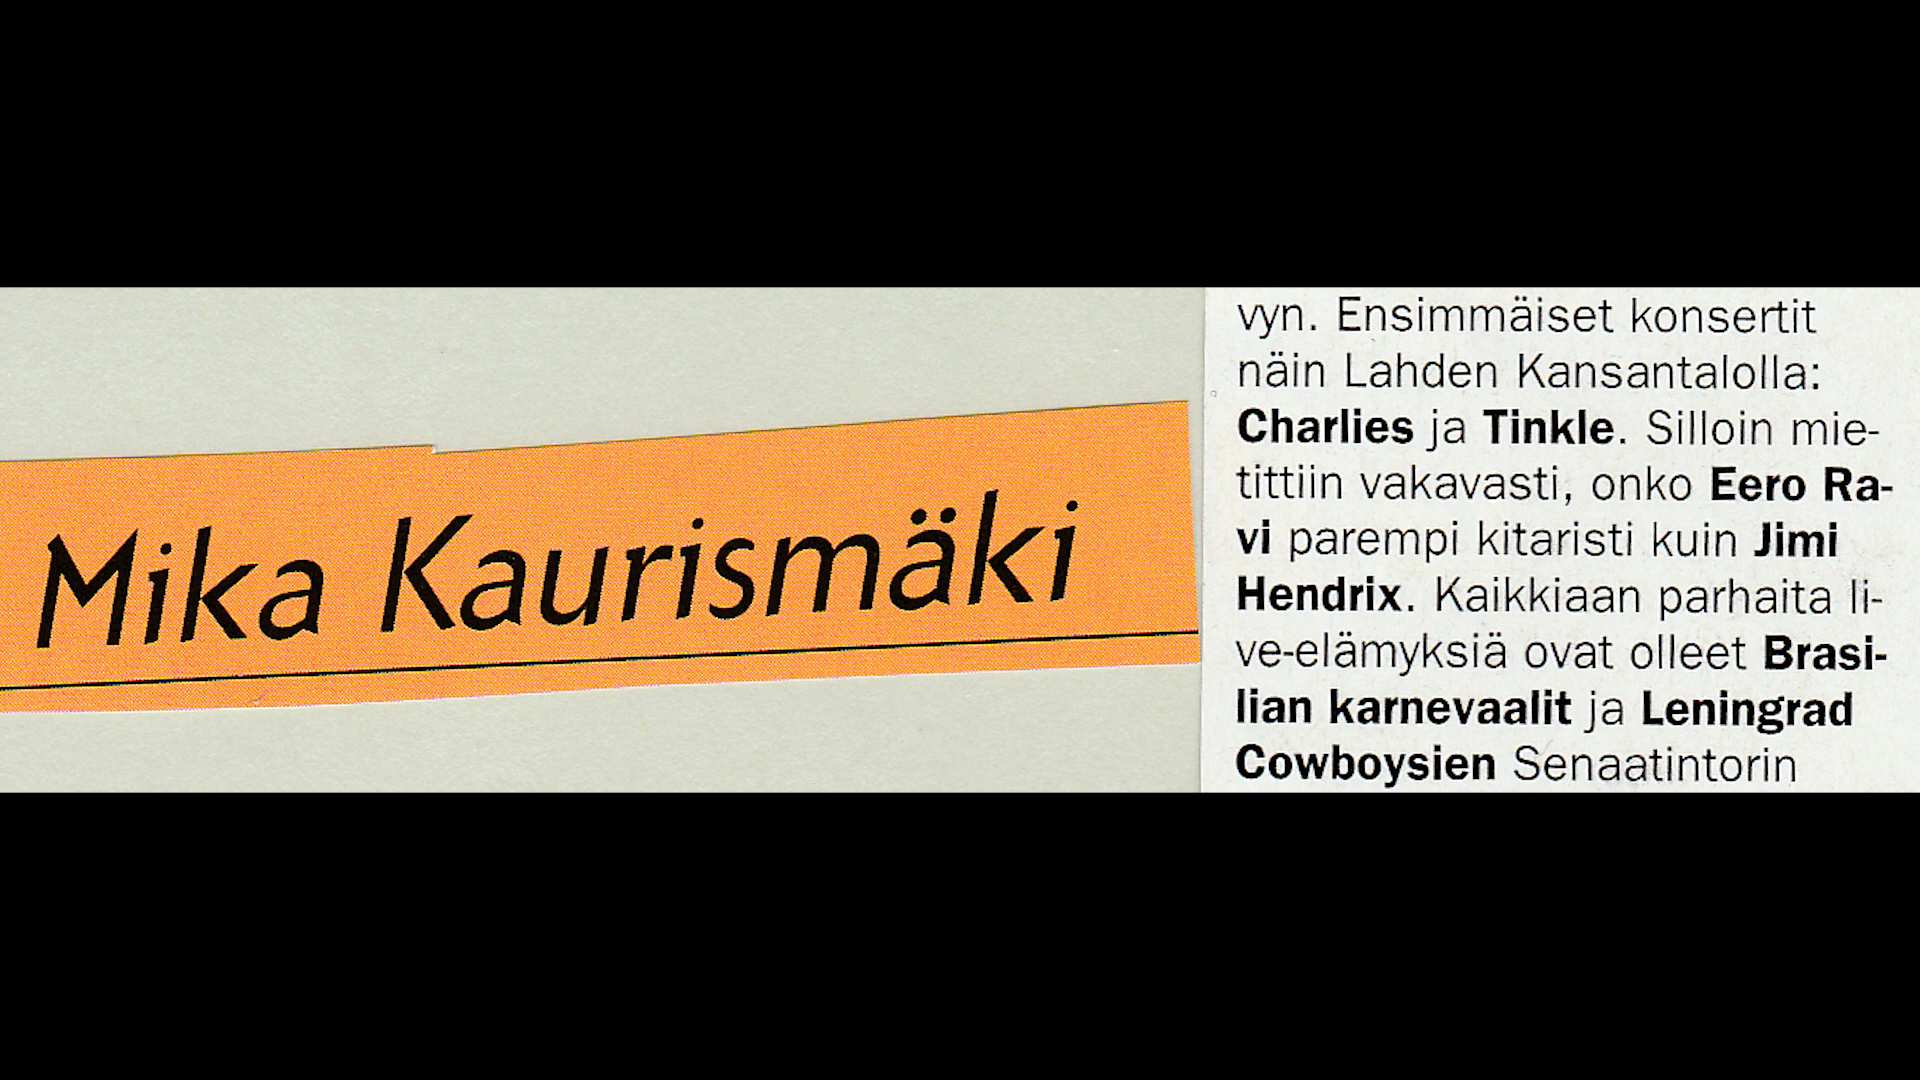 Mika Kaurismäki
vyn. Ensimmäiset konsertit
näin Lahden Kansantalolla:
Charlies ja Tinkle. Silloin mie-
tittiin vakavasti, onko Eero Ra-
vi parempi kitaristi kuin Jimi
Hendrix. Kaikkiaan parhaita li-
ve-elämyksiä ovat olleet Brasi-
lian karnevaalit ja Leningrad
Cowboysien Senaatintorin